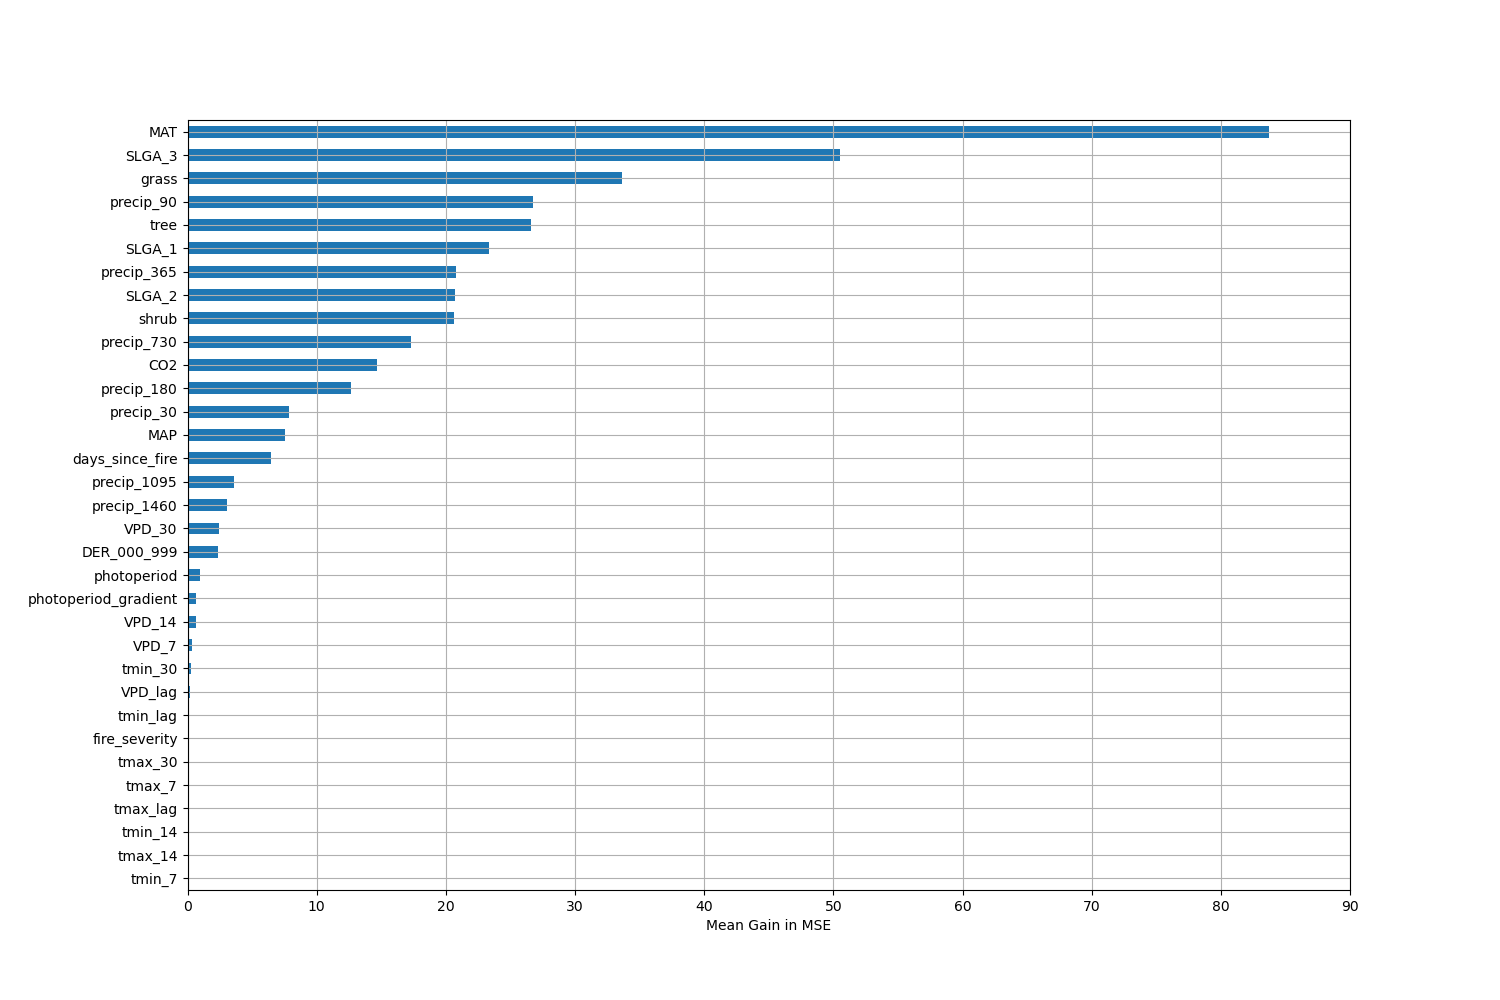 MAT
SLGA_3
grass
precip_90
tree
SLGA_1
precip_365
SLGA_2
shrub
precip_730
CO2
precip_180
precip_30
MAP
days_since_fire
precip_1095
precip_1460
VPD_30
DER_000_999
photoperiod
photoperiod_gradient
VPD_14
VPD_7
tmin_30
VPD_lag
tmin_lag
fire_severity
tmax_30
tmax_7
tmax_lag
tmin_14
tmax_14
tmin_7
0 10 20 30 40 50 60 70 80 90
Mean Gain in MSE